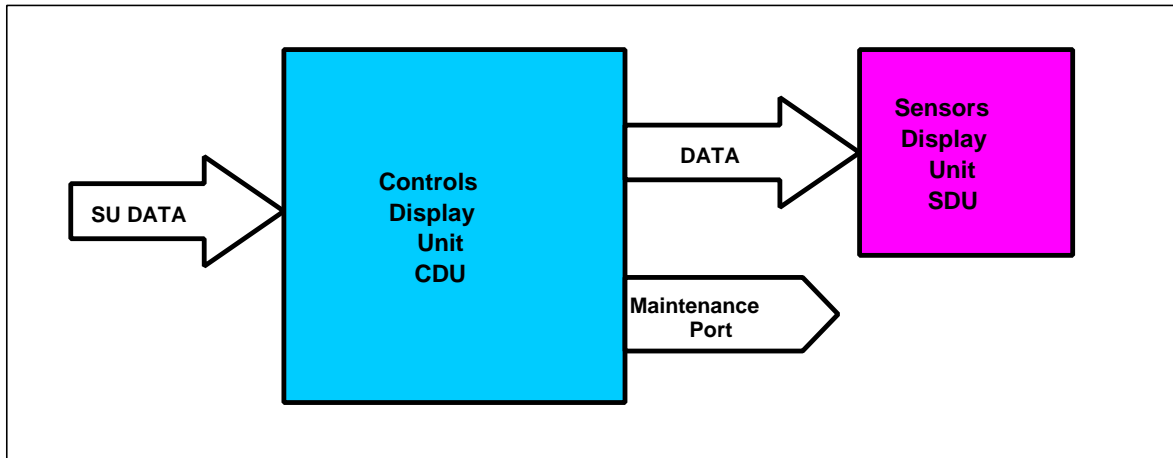 SU DATA
Controls
Display
Unit
CDU
DATA
Maintenance
Port
Sensors
Display
Unit
SDU